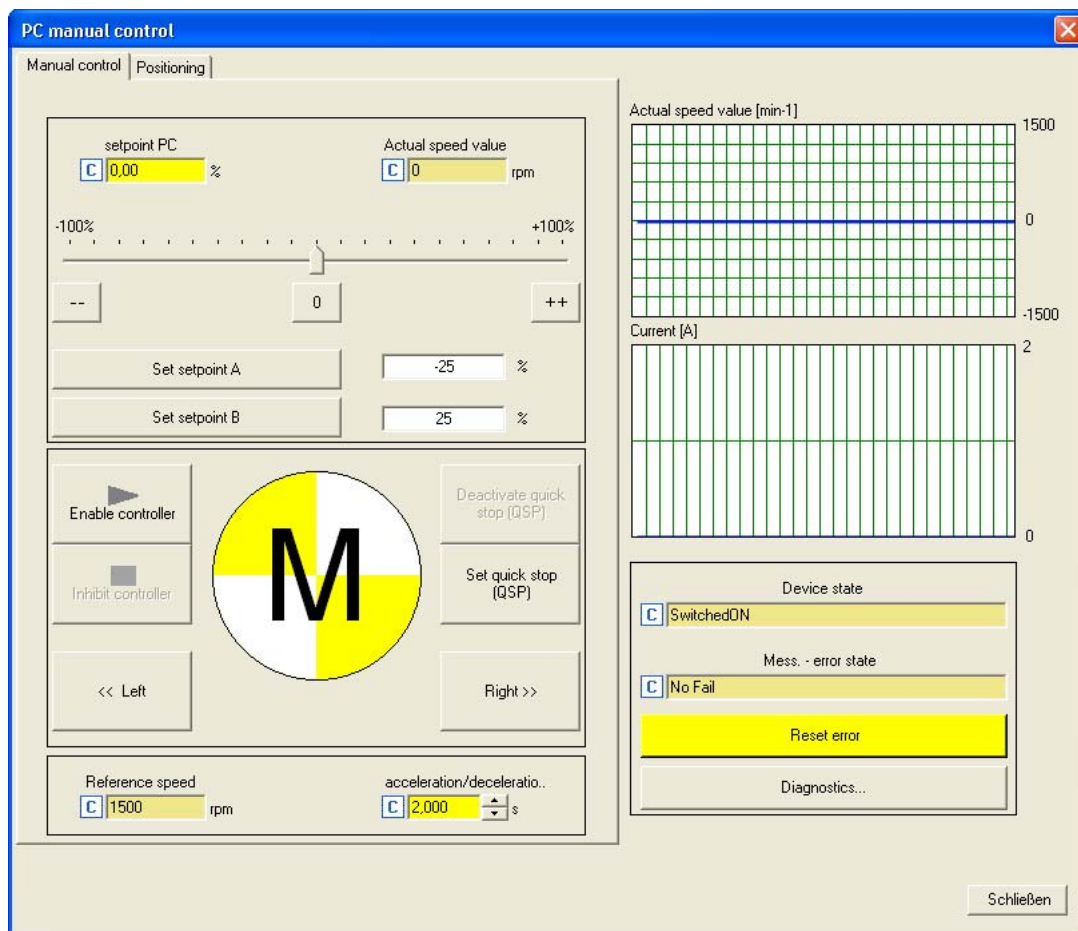 PC manual control
Manual control
Positioning
setpoint PC
C 0,00 %
Actual speed value
C 0 rpm
-100%
+100%
--
0
++
Set setpoint A
-25 %
Set setpoint B
25 %
Enable controller
Inhibit controller
M
Deactivate quick
stop (QSP)
Set quick stop
(QSP)
<< Left
Right >>
Reference speed
C 1500 rpm
acceleration/deceleratio..
C 2,000 s
Actual speed value [min-1]
1500
0
-1500
Current [A]
2
0
Device state
C SwitchedON
Mess. - error state
C No Fail
Reset error
Diagnostics...
Schließen